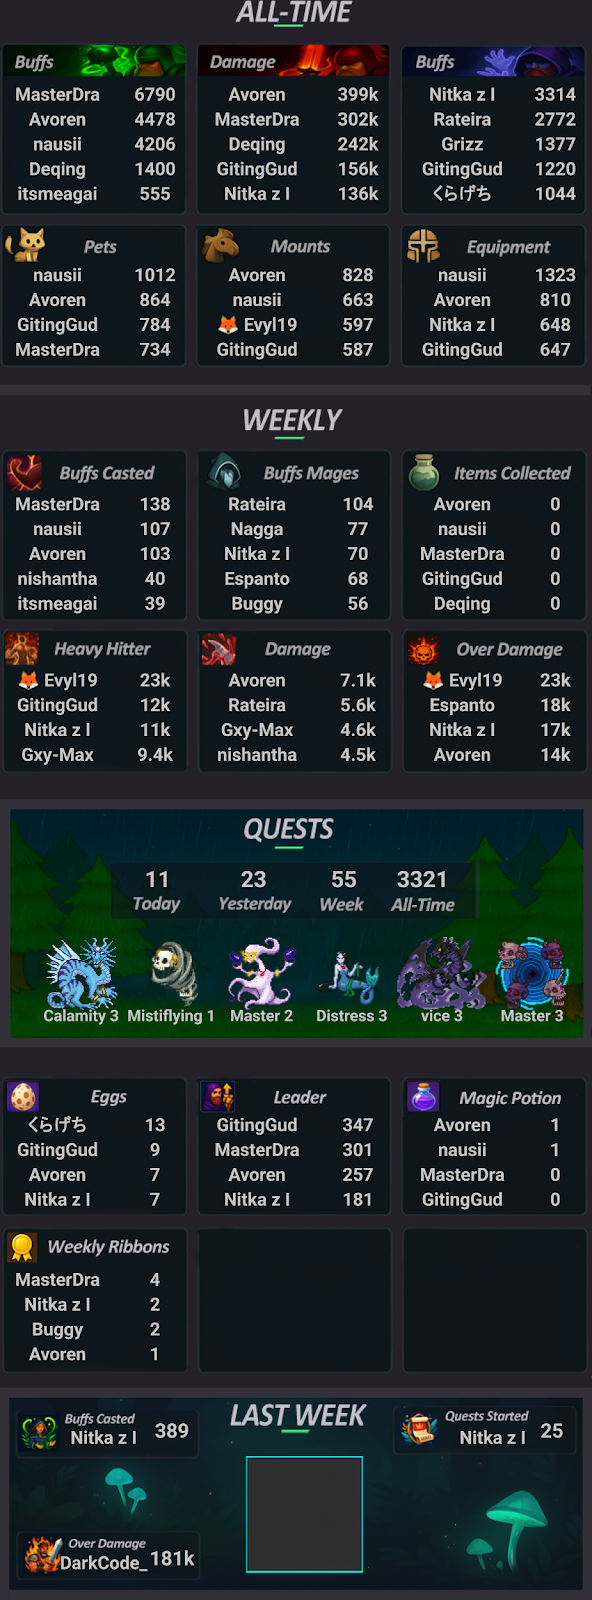 ALL-TIME
Buffs
MasterDra 6790
Avoren 4478
nausii 4206
Deqing 1400
itsmeagai 555
Damage
Avoren 399k
MasterDra 302k
Deqing 242k
GitingGud 156k
Nitka z l 136k
Buffs
Nitka z l 3314
Rateira 2772
Grizz 1377
GitingGud 1220
くらげち 1044
Pets
nausii 1012
Avoren 864
GitingGud 784
MasterDra 734
Mounts
Avoren 828
nausii 663
🦊 Evyl19 597
GitingGud 587
Equipment
nausii 1323
Avoren 810
Nitka z l 648
GitingGud 647
WEEKLY
Buffs Casted
MasterDra 138
nausii 107
Avoren 103
nishantha 40
itsmeagai 39
Buffs Mages
Rateira 104
Nagga 77
Nitka z l 70
Espanto 68
Buggy 56
Items Collected
Avoren 0
nausii 0
MasterDra 0
GitingGud 0
Deqing 0
Heavy Hitter
🦊 Evyl19 23k
GitingGud 12k
Nitka z l 11k
Gxy-Max 9.4k
Damage
Avoren 7.1k
Rateira 5.6k
Gxy-Max 4.6k
nishantha 4.5k
Over Damage
🦊 Evyl19 23k
Espanto 18k
Nitka z l 17k
Avoren 14k
QUESTS
11 23 55 3321
Today Yesterday Week All-Time
Calamity 3 Mistiflying 1 Master 2 Distress 3 vice 3 Master 3
Eggs
くらげち 13
GitingGud 9
Avoren 7
Nitka z l 7
Leader
GitingGud 347
MasterDra 301
Avoren 257
Nitka z l 181
Magic Potion
Avoren 1
nausii 1
MasterDra 0
GitingGud 0
Weekly Ribbons
MasterDra 4
Nitka z l 2
Buggy 2
Avoren 1
LAST WEEK
Buffs Casted
Nitka z l 389
Quests Started
Nitka z l 25
Over Damage
DarkCode_ 181k